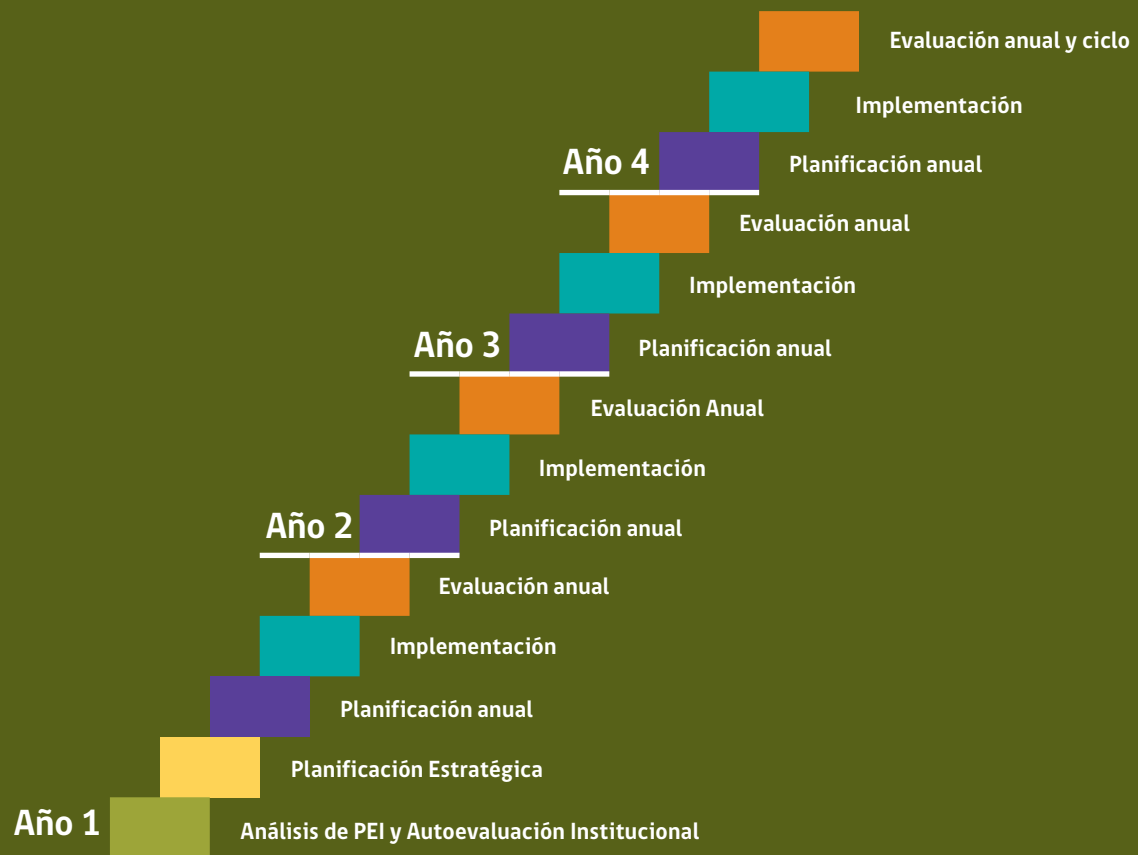 Evaluación anual y ciclo
Implementación
Año 4
Planificación anual
Evaluación anual
Implementación
Año 3
Planificación anual
Evaluación Anual
Implementación
Año 2
Planificación anual
Evaluación anual
Implementación
Planificación anual
Planificación Estratégica
Año 1
Análisis de PEI y Autoevaluación Institucional